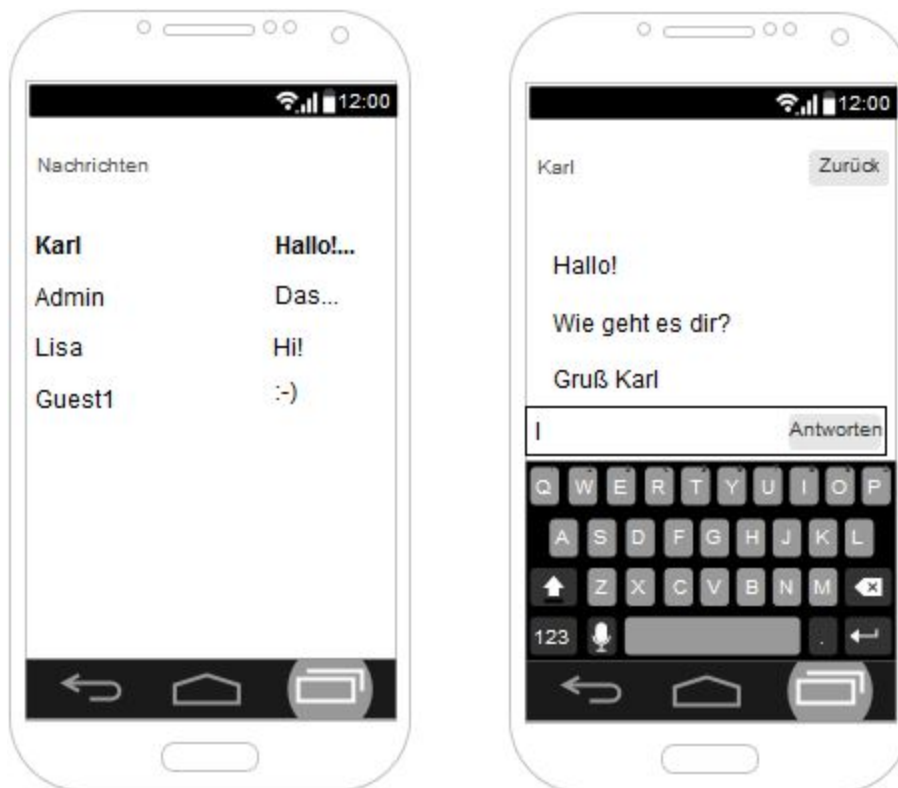 12:00
Nachrichten
Karl Hallo!...
Admin Das...
Lisa Hi!
Guest1 :-)
12:00
Karl Zurück
Hallo!
Wie geht es dir?
Gruß Karl
Antworten
Q W E R T Y U I O P
A S D F G H J K L
Z X C V B N M
123 .